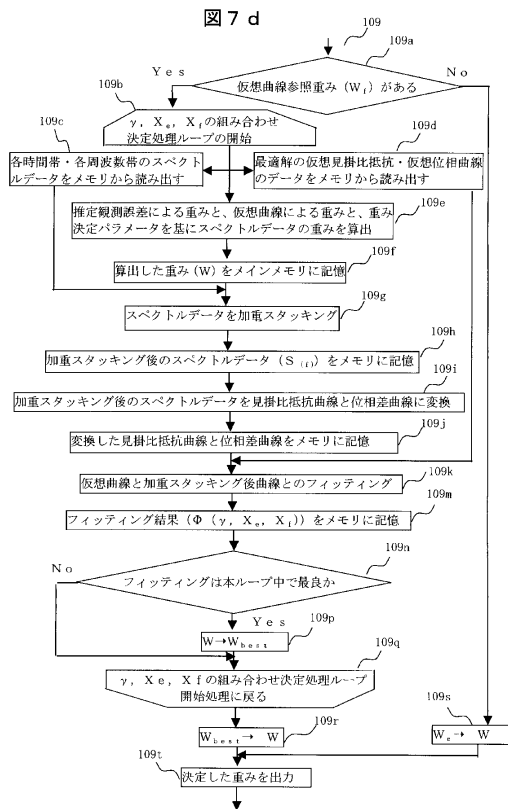 図７ｄ
109
109a
Ｙｅｓ
Ｎｏ
仮想曲線参照重み（Ｗf）がある
109b
γ，Ｘe，Ｘfの組み合わせ
決定処理ループの開始
109c
109d
各時間帯・各周波数帯のスペクト
ルデータをメモリから読み出す
最適解の仮想見掛比抵抗・仮想位相曲線
のデータをメモリから読み出す
109e
推定観測誤差による重みと、仮想曲線による重みと、重み
決定パラメータを基にスペクトルデータの重みを算出
109f
算出した重み（Ｗ）をメインメモリに記憶
109g
スペクトルデータを加重スタッキング
109h
加重スタッキング後のスペクトルデータ（Ｓ(f)）をメモリに記憶
109i
加重スタッキング後のスペクトルデータを見掛比抵抗曲線と位相差曲線に変換
109j
変換した見掛比抵抗曲線と位相差曲線をメモリに記憶
109k
仮想曲線と加重スタッキング後曲線とのフィッティング
109m
フィッティング結果（Φ（γ，Ｘe，Ｘf））をメモリに記憶
109n
Ｎｏ
フィッティングは本ループ中で最良か
Ｙｅｓ
109p
Ｗ→Ｗbest
109q
γ，Ｘe，Ｘfの組み合わせ決定処理ループ
開始処理に戻る
109r
Ｗbest→　Ｗ
109s
Ｗe→　Ｗ
109t
決定した重みを出力